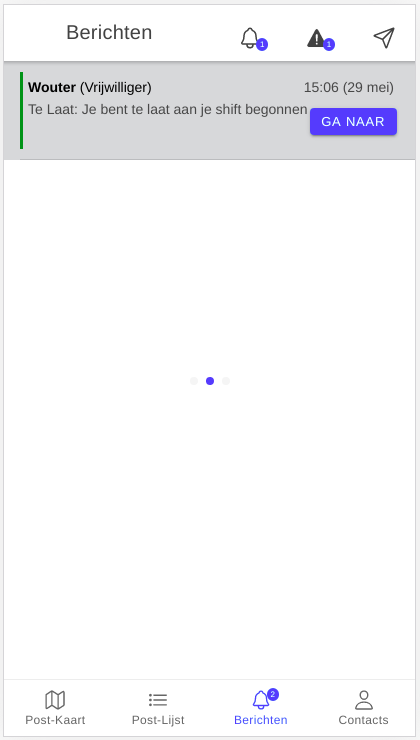 Berichten
1
1
Wouter (Vrijwilliger)
15:06 (29 mei)
Te Laat: Je bent te laat aan je shift begonnen
GA NAAR
2
Post-Kaart
Post-Lijst
Berichten
Contacts